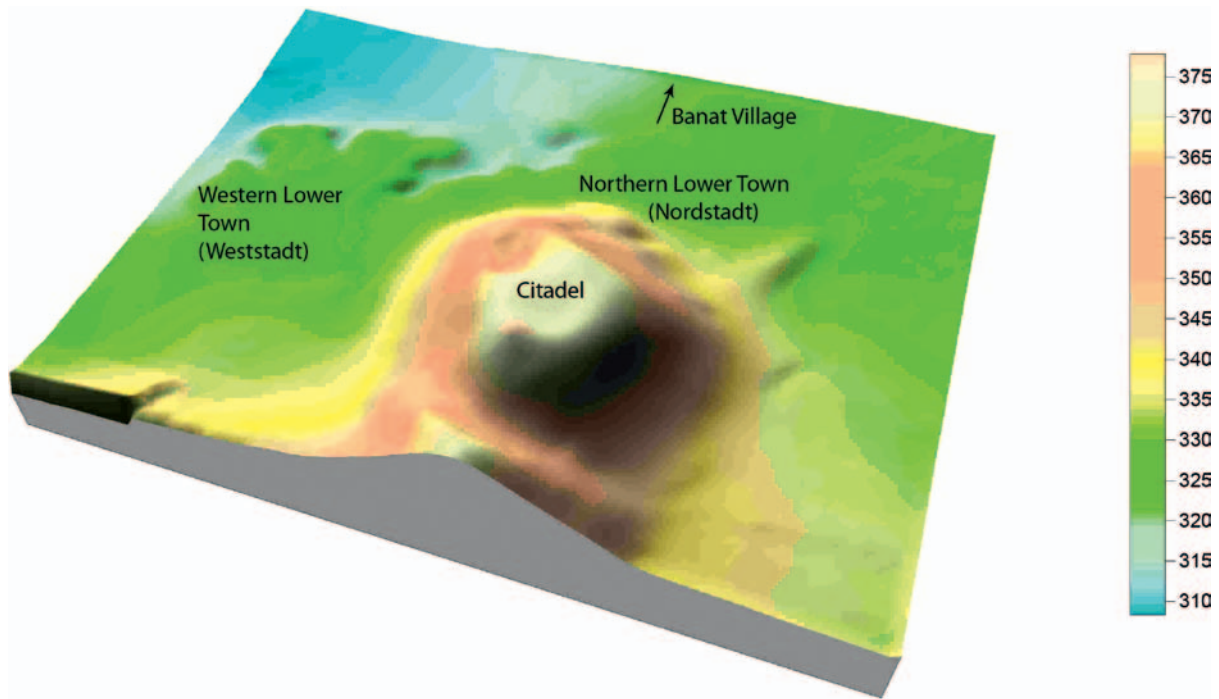 Banat Village
Western Lower
Town
(Weststadt)
Northern Lower Town
(Nordstadt)
Citadel
375
370
365
360
355
350
345
340
335
330
325
320
315
310